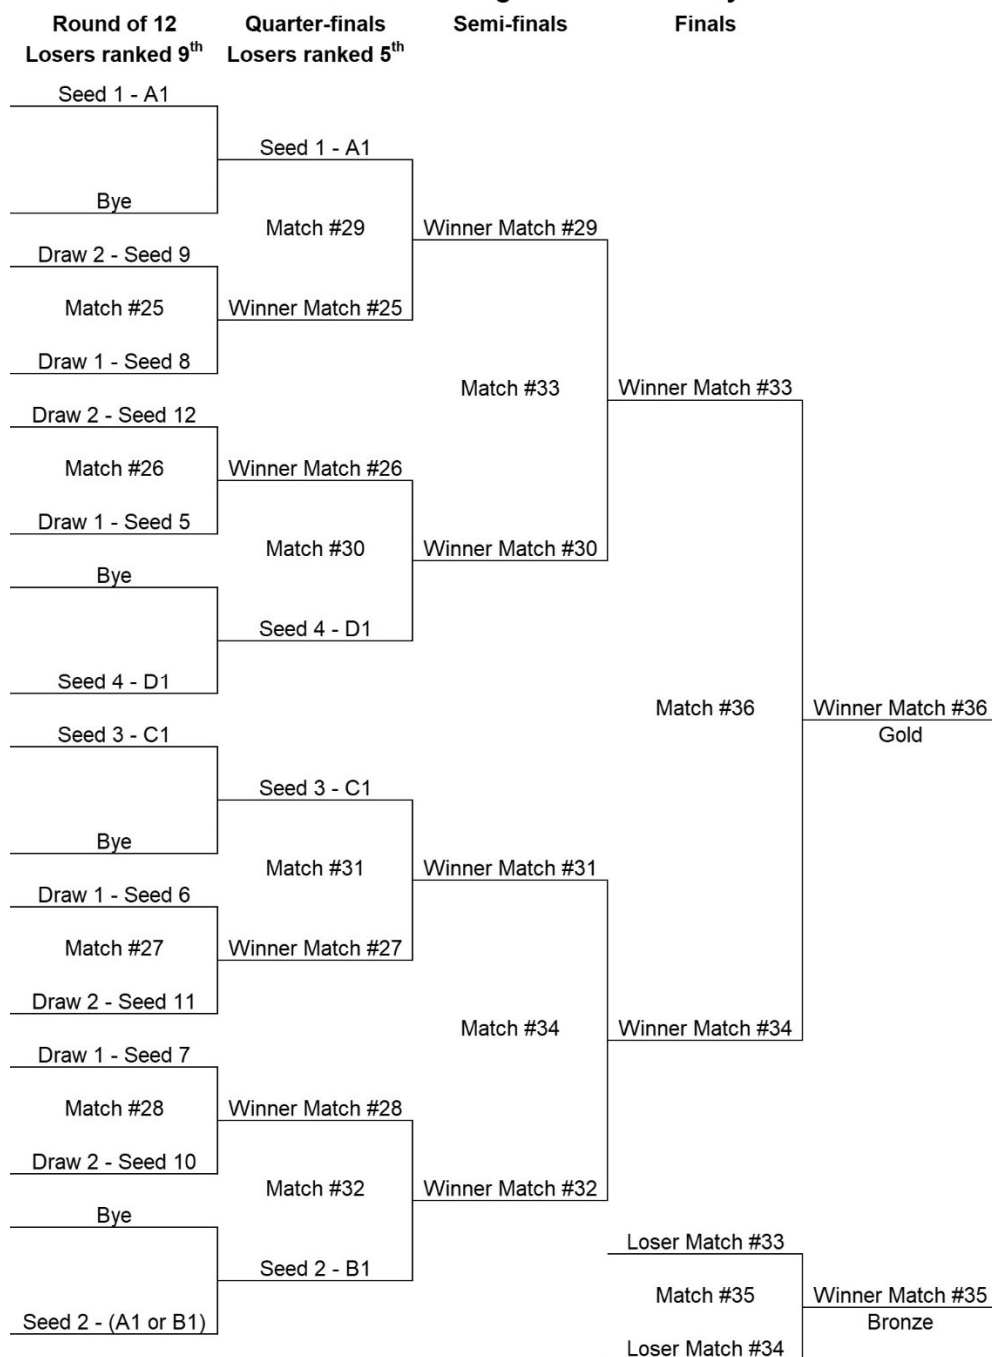 Round of 12 Quarter-finals Semi-finals Finals
Losers ranked 9th Losers ranked 5th
Seed 1 - A1
Seed 1 - A1
Bye
Match #29
Winner Match #29
Draw 2 - Seed 9
Match #25
Winner Match #25
Draw 1 - Seed 8
Match #33
Winner Match #33
Draw 2 - Seed 12
Match #26
Winner Match #26
Draw 1 - Seed 5
Match #30
Winner Match #30
Bye
Seed 4 - D1
Seed 4 - D1
Match #36
Winner Match #36
Gold
Seed 3 - C1
Seed 3 - C1
Bye
Match #31
Winner Match #31
Draw 1 - Seed 6
Match #27
Winner Match #27
Draw 2 - Seed 11
Match #34
Winner Match #34
Draw 1 - Seed 7
Match #28
Winner Match #28
Draw 2 - Seed 10
Match #32
Winner Match #32
Bye
Loser Match #33
Seed 2 - B1
Match #35
Winner Match #35
Bronze
Seed 2 - (A1 or B1)
Loser Match #34